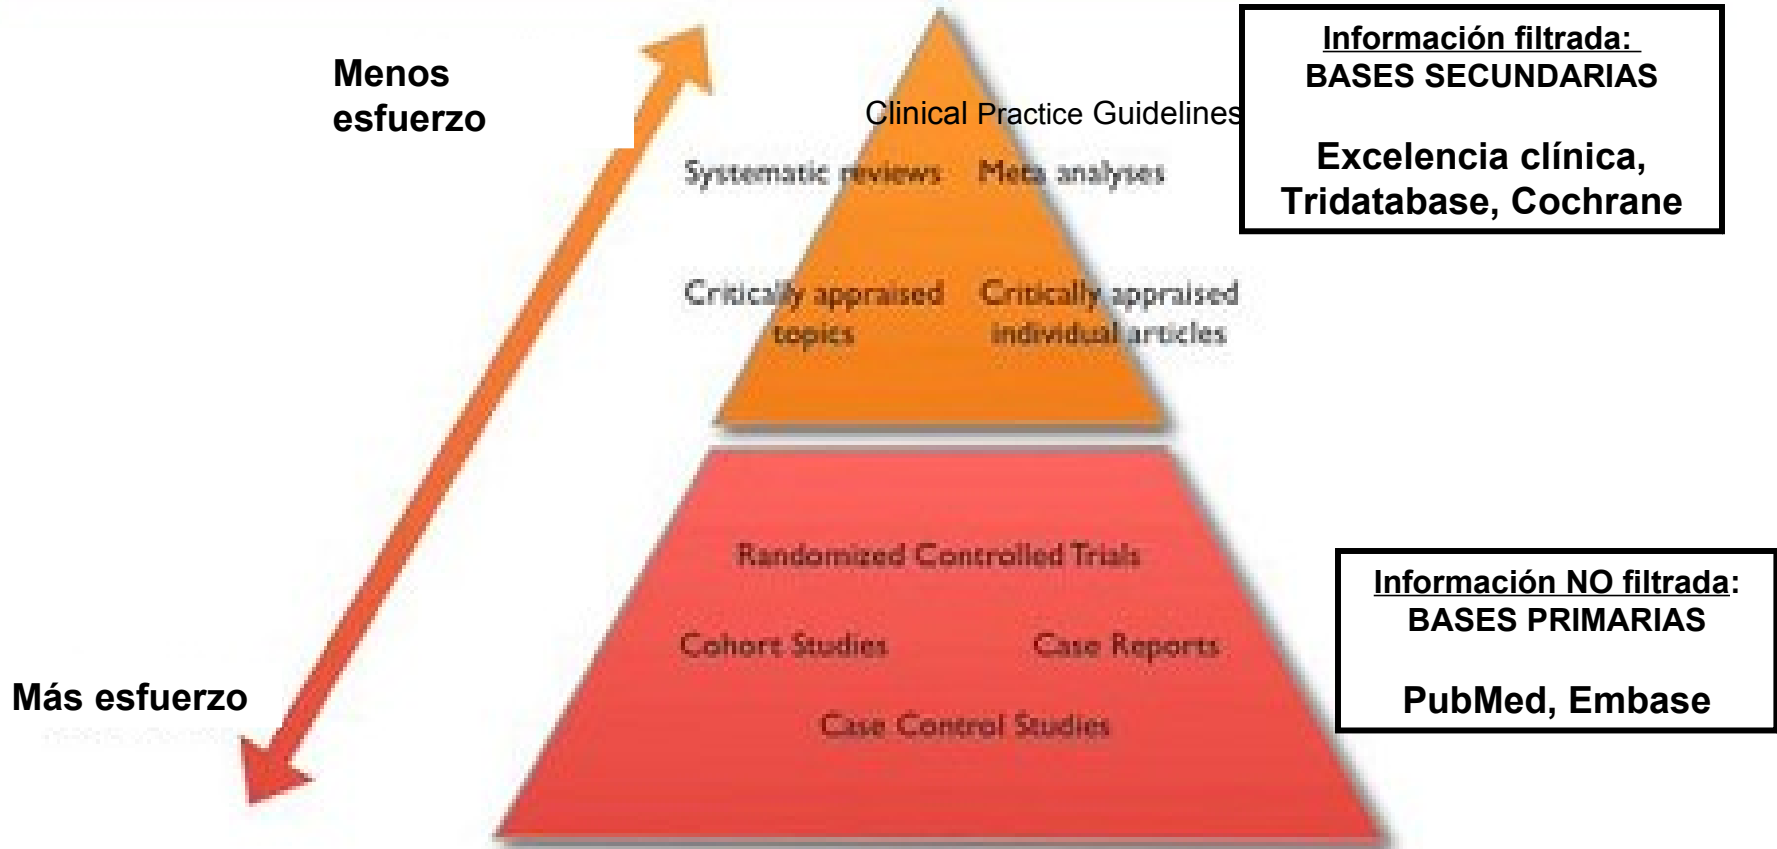 Menos
esfuerzo
Información filtrada:
BASES SECUNDARIAS
Excelencia clínica,
Tridatabase, Cochrane
Clinical Practice Guidelines
Systematic reviews
Meta analyses
Critically appraised
topics
Critically appraised
individual articles
Randomized Controlled Trials
Cohort Studies
Case Reports
Case Control Studies
Más esfuerzo
Información NO filtrada:
BASES PRIMARIAS
PubMed, Embase